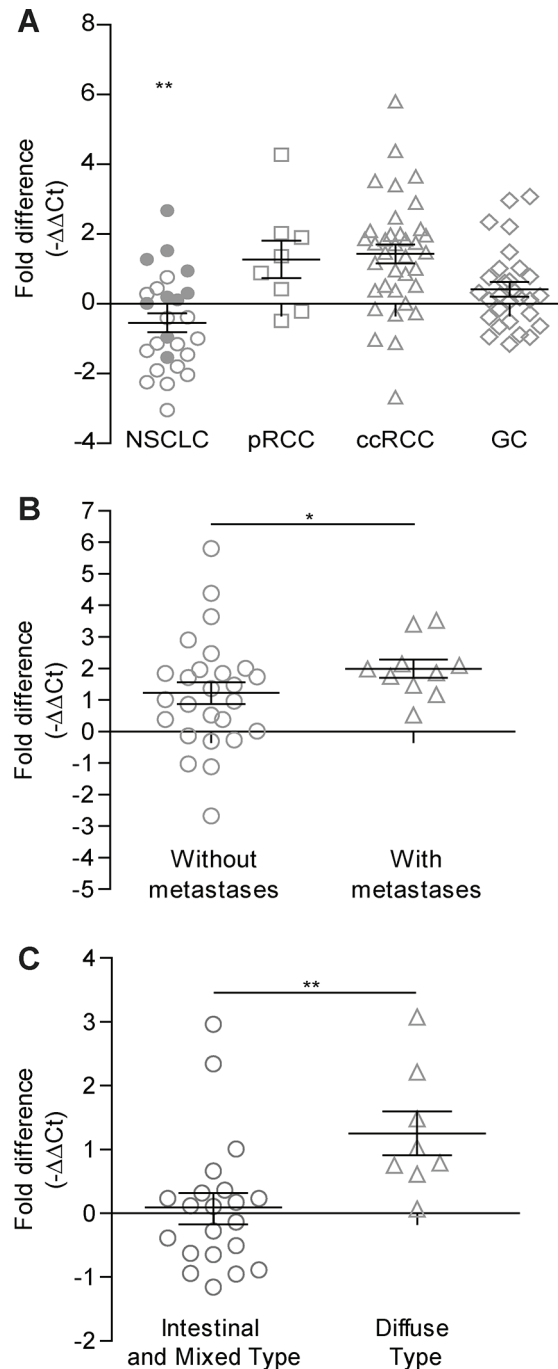 A
Fold difference
(-ΔΔCt)
8
6
4
2
0
-2
-4
**
NSCLC pRCC ccRCC GC
B
Fold difference
(-ΔΔCt)
7
6
5
4
3
2
1
0
-1
-2
-3
-4
-5
*
Without
metastases
With
metastases
C
Fold difference
(-ΔΔCt)
4
3
2
1
0
-1
-2
**
Intestinal
and Mixed Type
Diffuse
Type